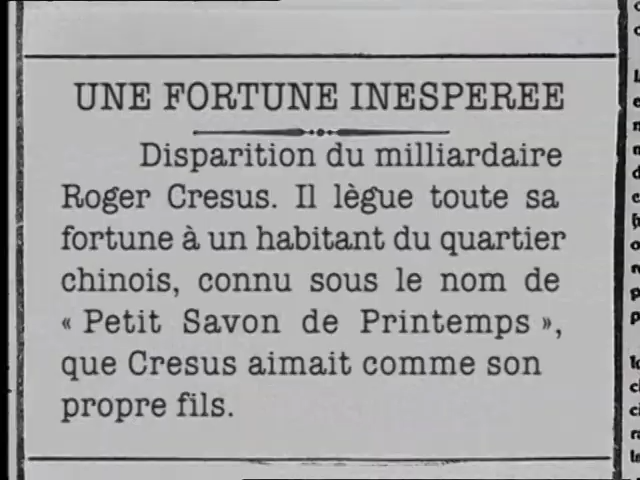 UNE FORTUNE INESPEREE
Disparition du milliardaire
Roger Cresus. Il lègue toute sa
fortune à un habitant du quartier
chinois, connu sous le nom de
« Petit Savon de Printemps »,
que Cresus aimait comme son
propre fils.